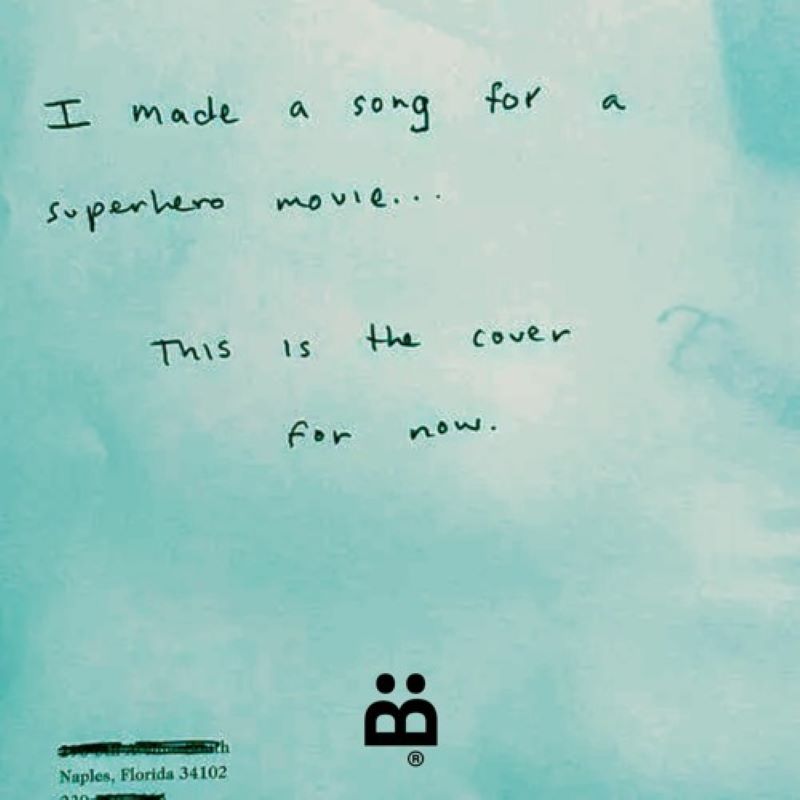 I made a song for a
superhero movie...
This is the cover
for now.
B
®
Naples, Florida 34102